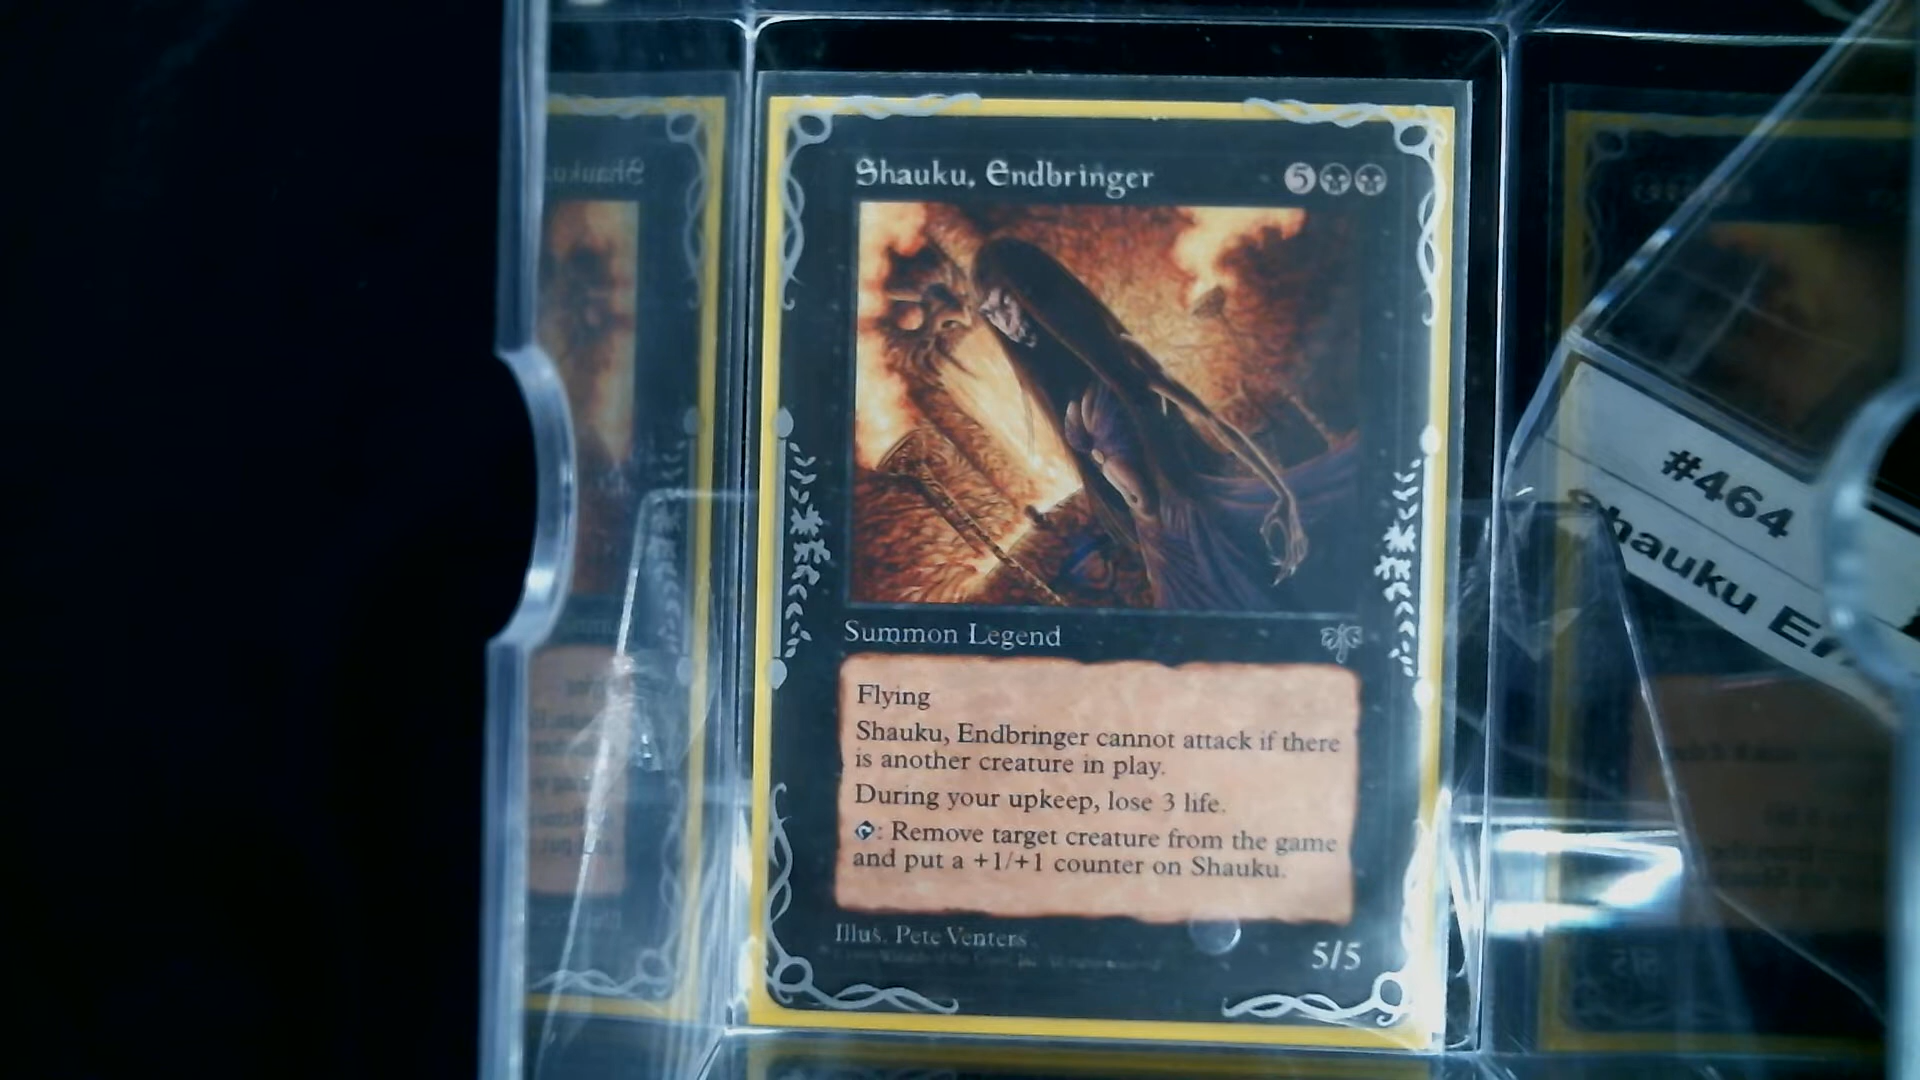 Shauku, Endbringer 5
Summon Legend
Flying
Shauku, Endbringer cannot attack if there
is another creature in play.
During your upkeep, lose 3 life.
: Remove target creature from the game
and put a +1/+1 counter on Shauku.
Illus. Pete Venters
5/5
#464
Shauku